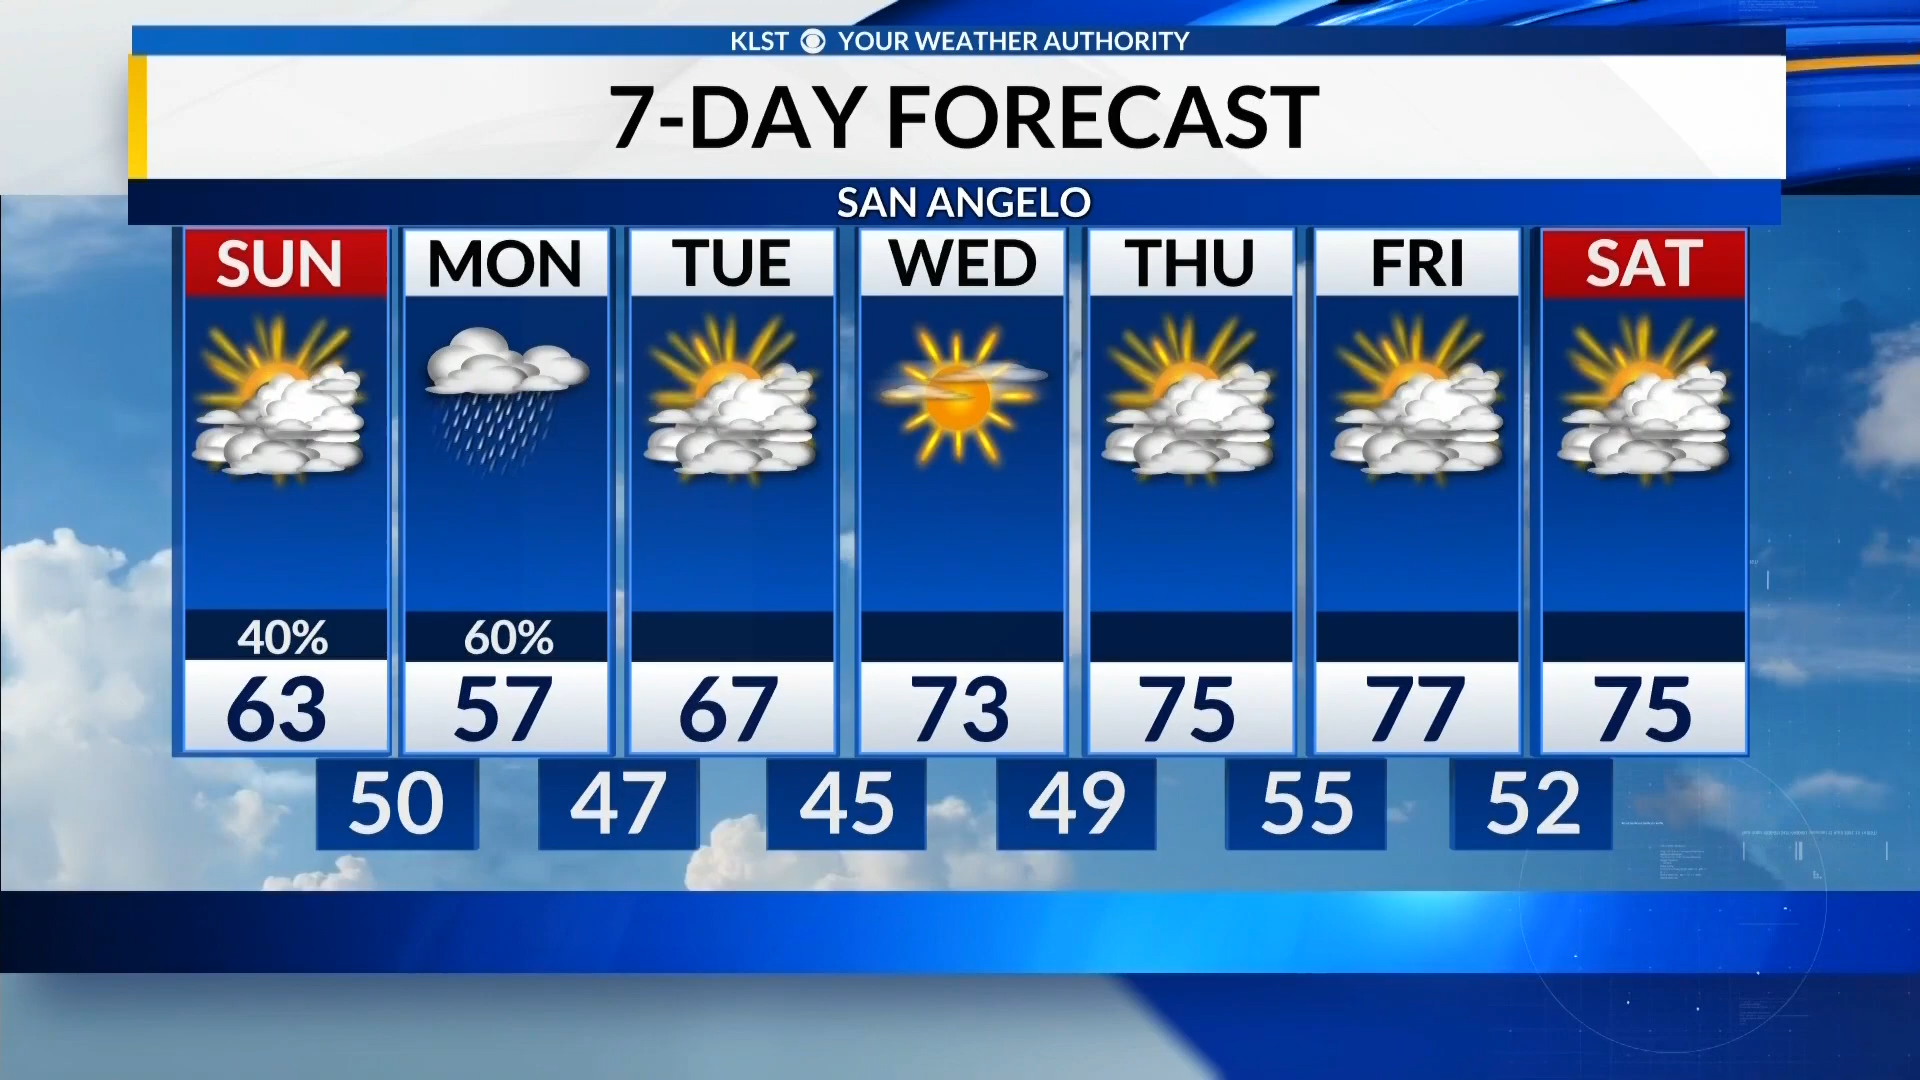 KLST YOUR WEATHER AUTHORITY
7-DAY FORECAST
SAN ANGELO
SUN MON TUE WED THU FRI SAT
40% 60%
63 57 67 73 75 77 75
50 47 45 49 55 52